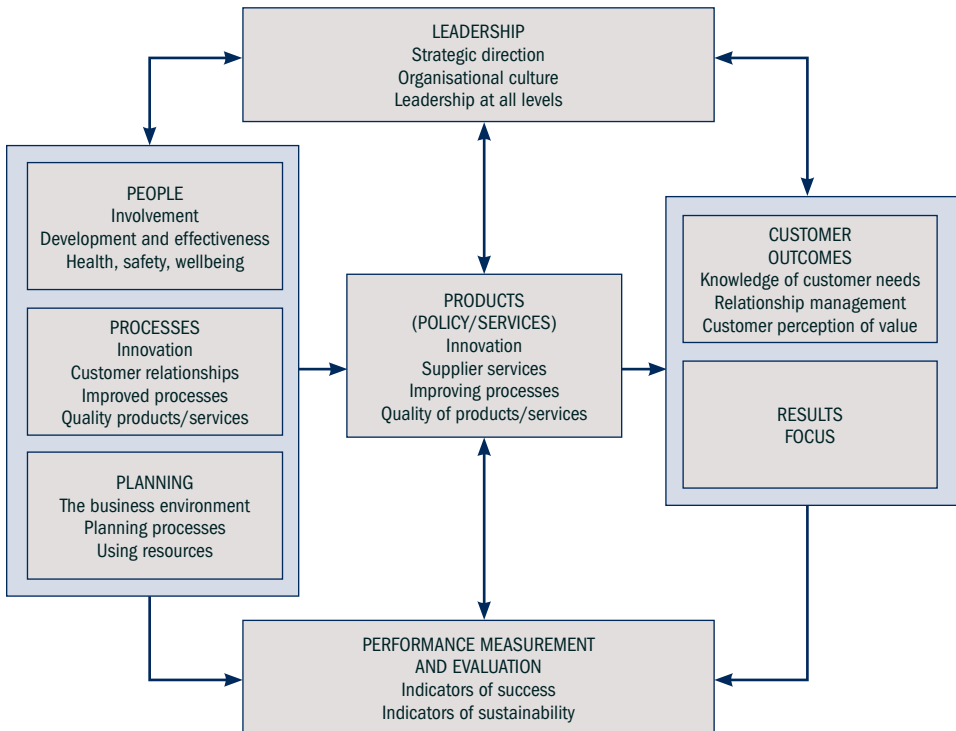 LEADERSHIP
Strategic direction
Organisational culture
Leadership at all levels
PEOPLE
Involvement
Development and effectiveness
Health, safety, wellbeing
PROCESSES
Innovation
Customer relationships
Improved processes
Quality products/services
PLANNING
The business environment
Planning processes
Using resources
PRODUCTS
(POLICY/SERVICES)
Innovation
Supplier services
Improving processes
Quality of products/services
CUSTOMER
OUTCOMES
Knowledge of customer needs
Relationship management
Customer perception of value
RESULTS
FOCUS
PERFORMANCE MEASUREMENT
AND EVALUATION
Indicators of success
Indicators of sustainability